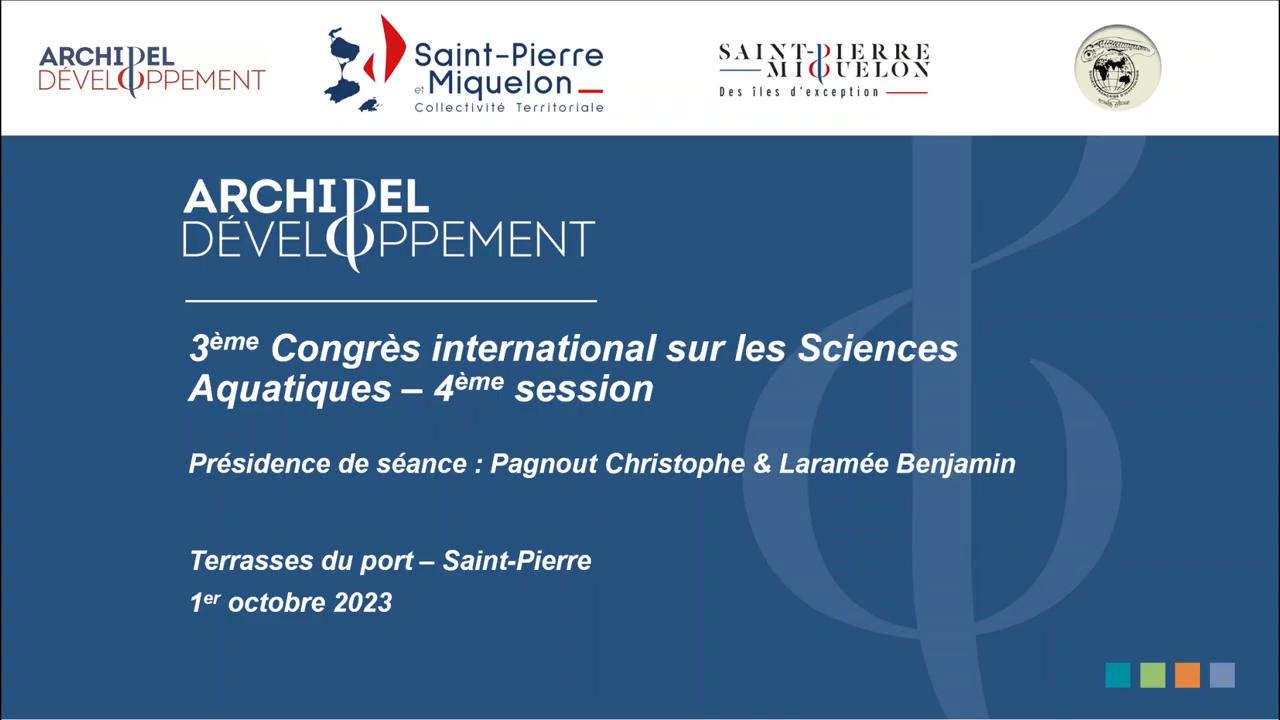 ARCHIPEL
DÉVELOPPEMENT
Saint-Pierre
et Miquelon
Collectivité Territoriale
SAINT-PIERRE
MIQUELON
Des îles d'exception
ARCHIPEL
DÉVELOPPEMENT
3ème Congrès international sur les Sciences
Aquatiques – 4ème session
Présidence de séance : Pagnout Christophe & Laramée Benjamin
Terrasses du port – Saint-Pierre
1er octobre 2023